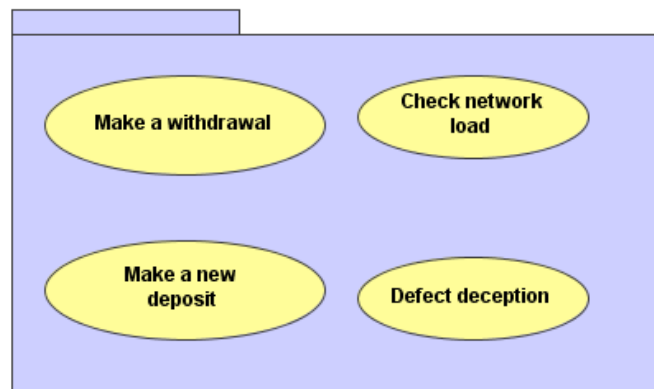 Make a withdrawal
Check network
load
Make a new
deposit
Defect deception